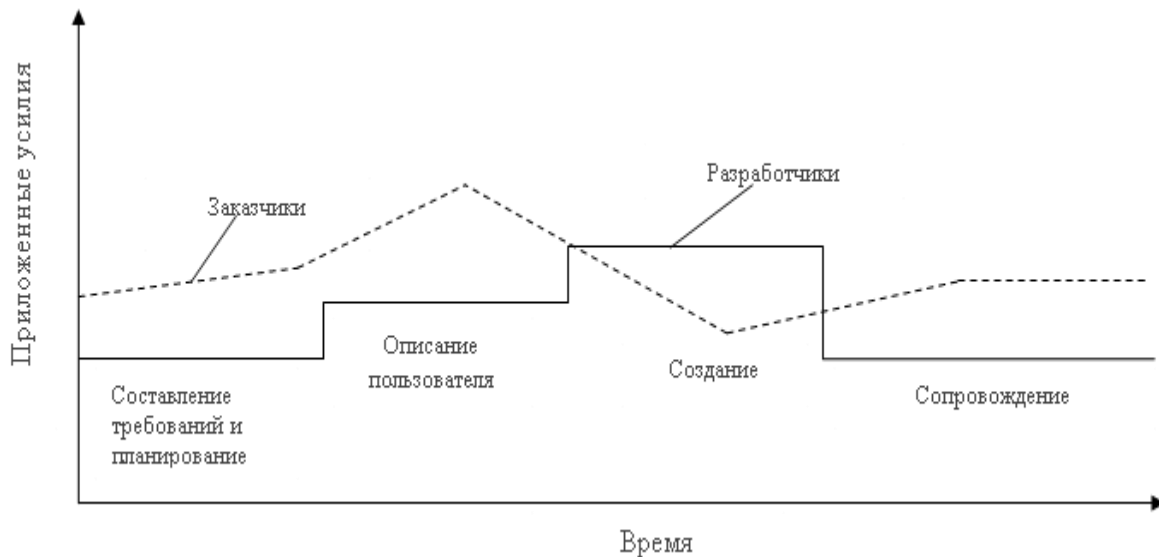 Приложенные усилия
Заказчики
Разработчики
Описание
пользователя
Создание
Составление
требований и
планирование
Сопровождение
Время